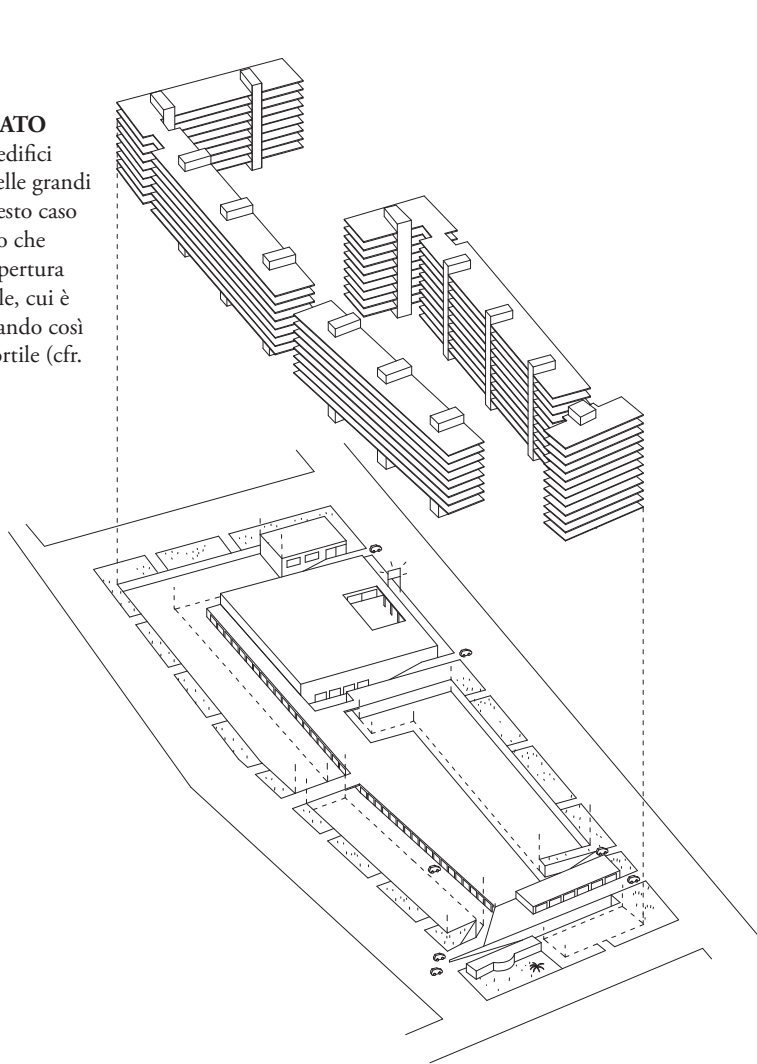 ATO
edifici
elle grandi
esto caso
o che
pertura
le, cui è
ando così
ortile (cfr.